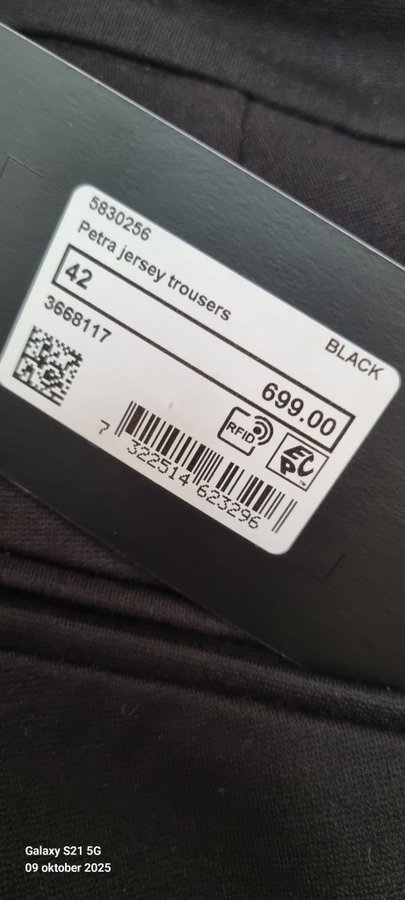 5830256
Petra jersey trousers
BLACK
42
699.00
3668117
RFID
EPC
TM
7 322514 623296
Galaxy S21 5G
09 oktober 2025